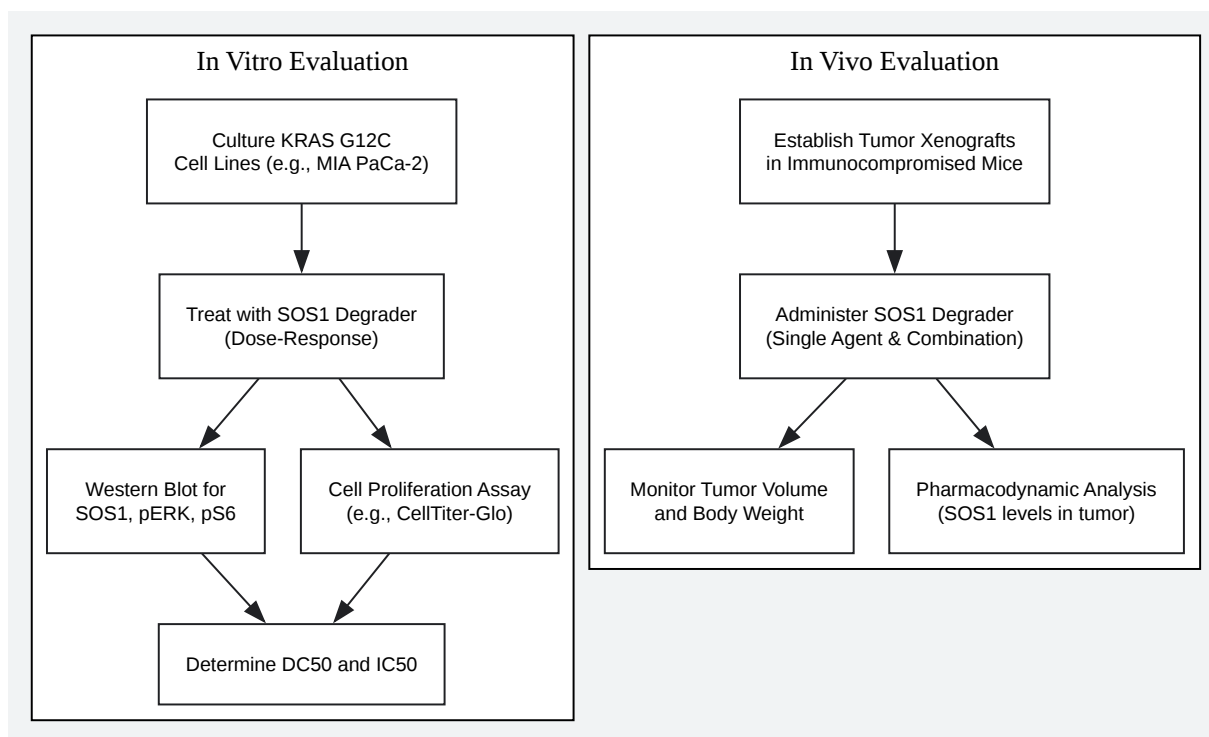 In Vitro Evaluation
Culture KRAS G12C
Cell Lines (e.g., MIA PaCa-2)
Treat with SOS1 Degrader
(Dose-Response)
Western Blot for
SOS1, pERK, pS6
Cell Proliferation Assay
(e.g., CellTiter-Glo)
Determine DC50 and IC50
In Vivo Evaluation
Establish Tumor Xenografts
in Immunocompromised Mice
Administer SOS1 Degrader
(Single Agent & Combination)
Monitor Tumor Volume
and Body Weight
Pharmacodynamic Analysis
(SOS1 levels in tumor)